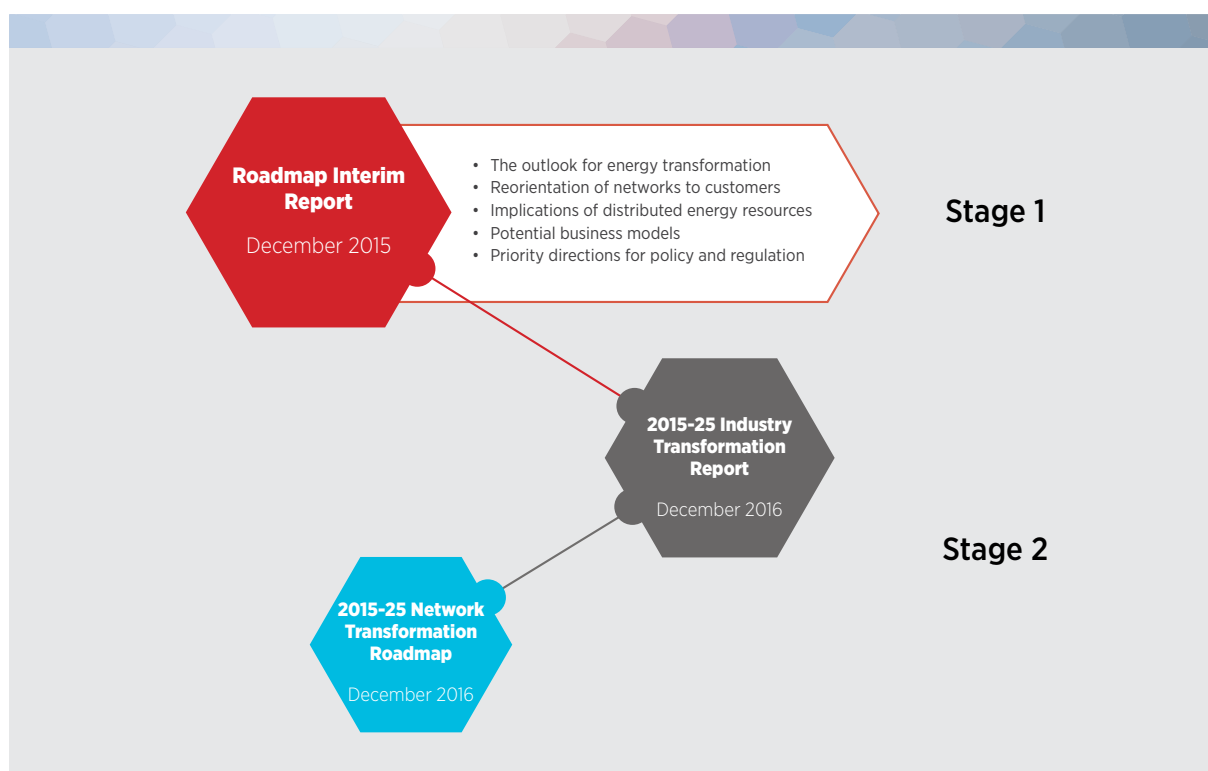 Roadmap Interim
Report
December 2015
• The outlook for energy transformation
• Reorientation of networks to customers
• Implications of distributed energy resources
• Potential business models
• Priority directions for policy and regulation
Stage 1
2015-25 Industry
Transformation
Report
December 2016
Stage 2
2015-25 Network
Transformation
Roadmap
December 2016